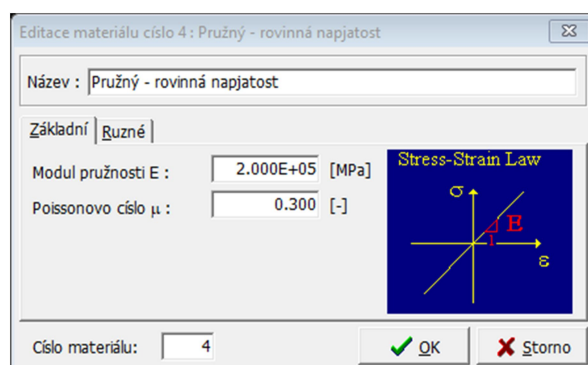 Editace materiálu císlo 4 : Pružný - rovinná napjatost
Název : Pružný - rovinná napjatost
Základní Ruzné
Modul pružnosti E : 2.000E+05 [MPa]
Poissonovo císlo μ : 0.300 [-]
Stress-Strain Law
σ
E
1
ε
Císlo materiálu: 4
OK Storno